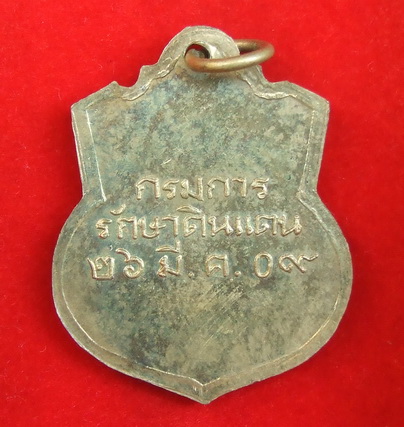 กรมการ
รักษาดินแดน
๒๖ มี.ค. ๐๙